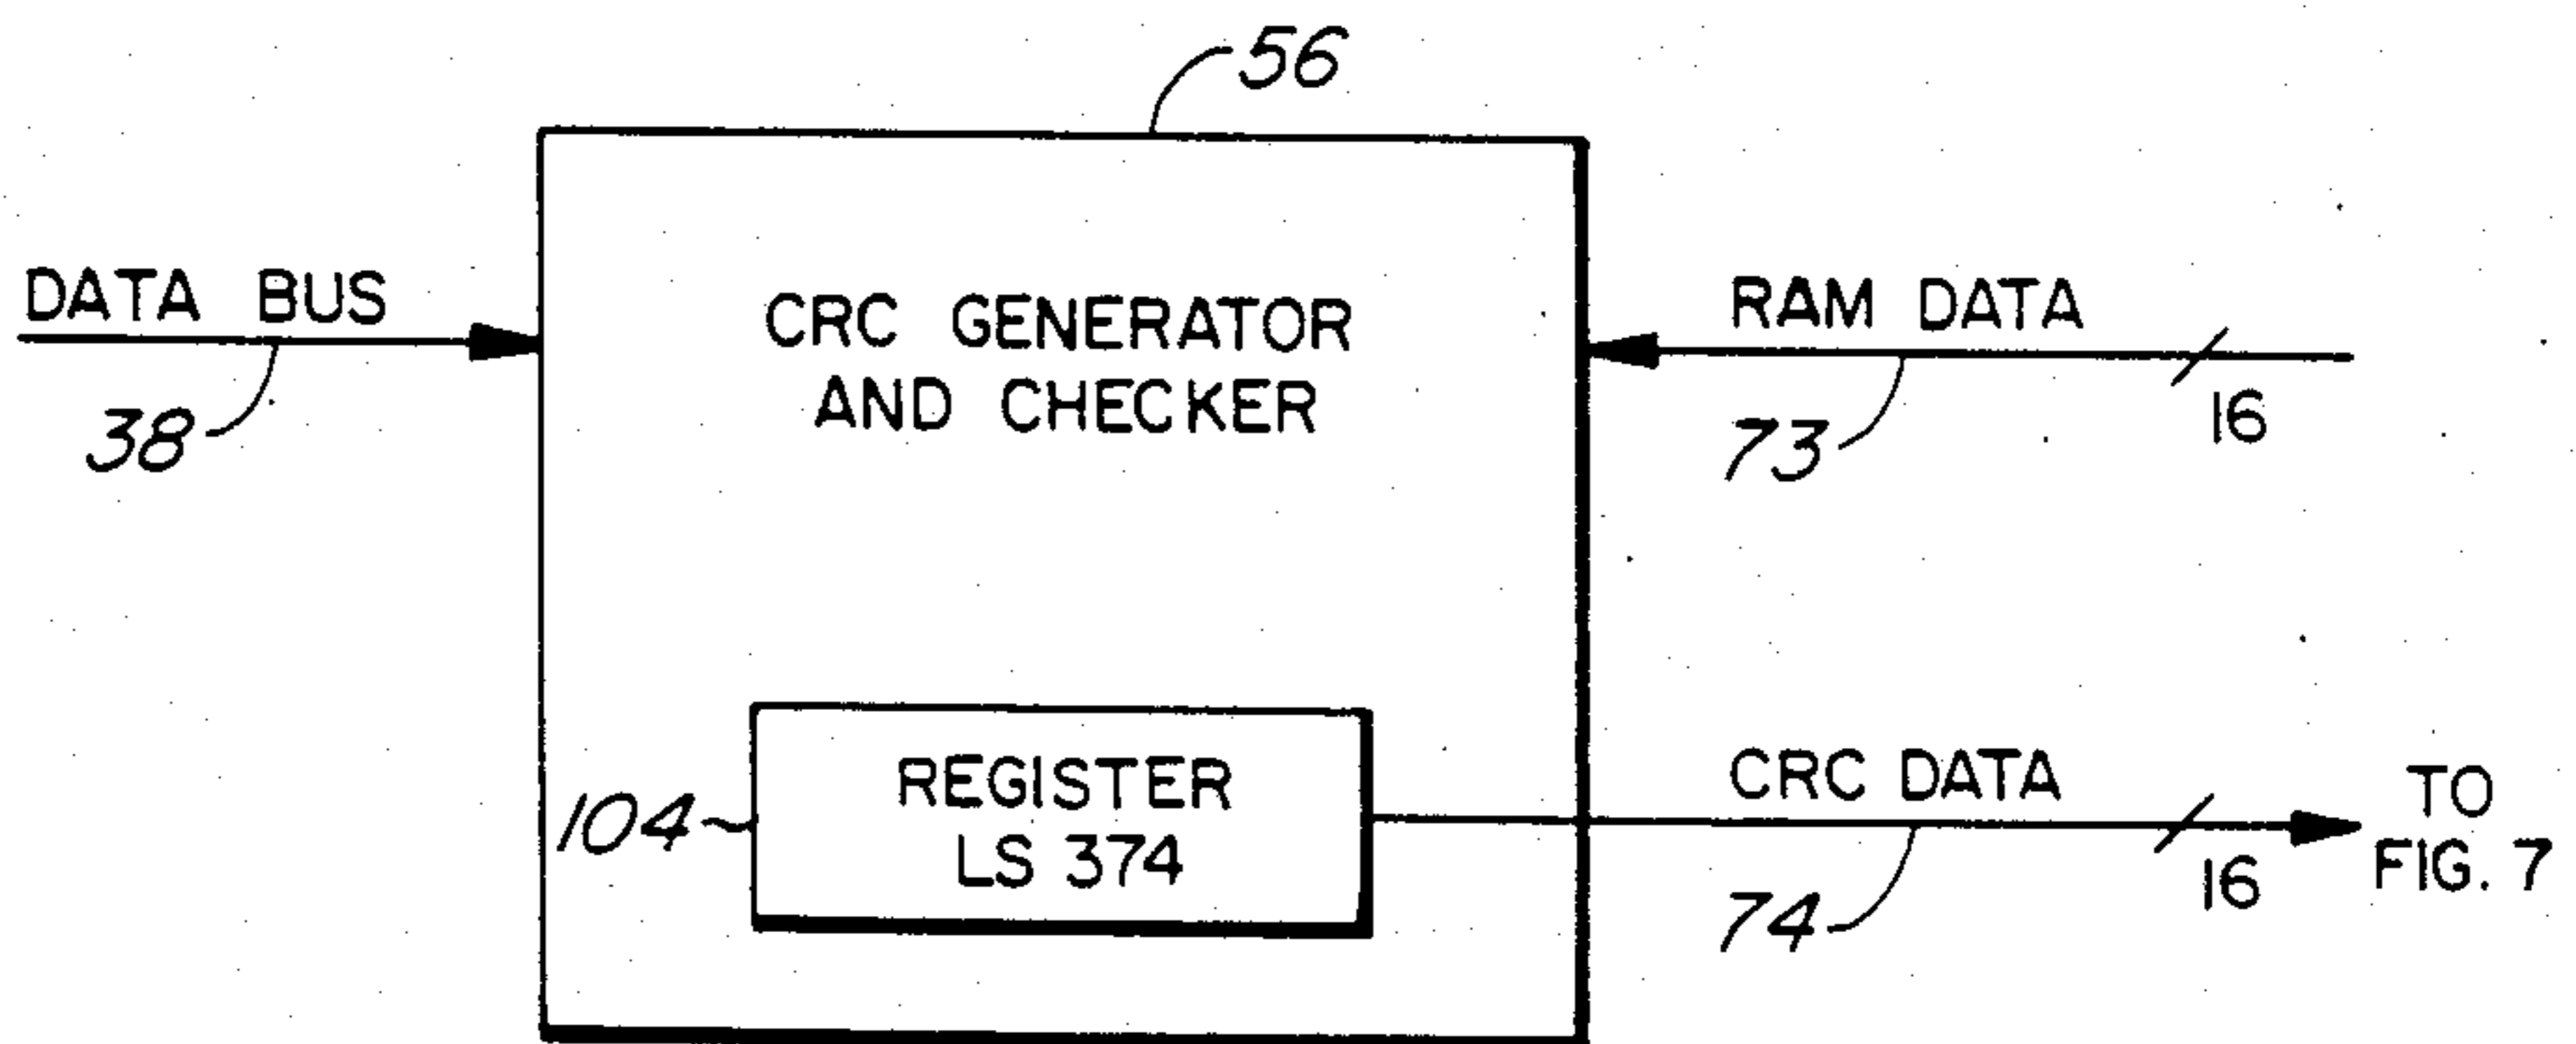 56
DATA BUS
38
CRC GENERATOR
AND CHECKER
RAM DATA
73
16
104
REGISTER
LS 374
CRC DATA
74
16
TO
FIG. 7